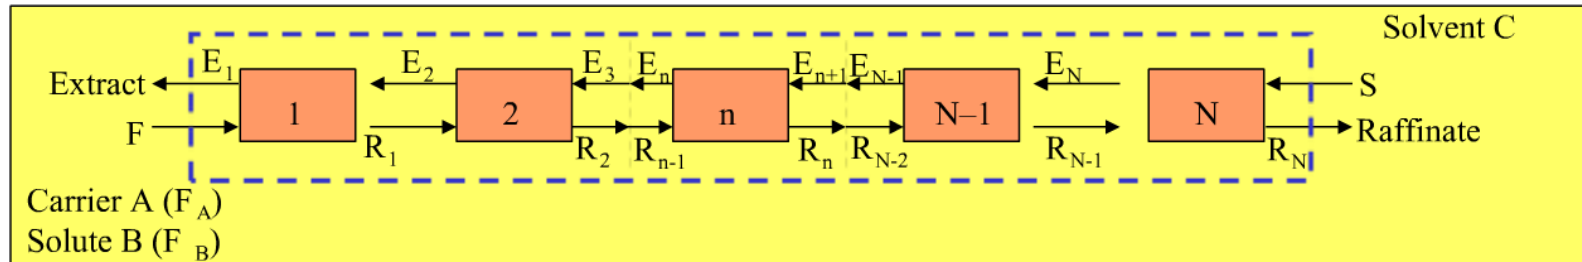 Solvent C
E1 E2 E3 En En+1 EN-1 EN
Extract 1 2 n N–1 N S
F Raffinate
R1 R2 Rn-1 Rn RN-2 RN-1 RN
Carrier A (FA)
Solute B (F B)